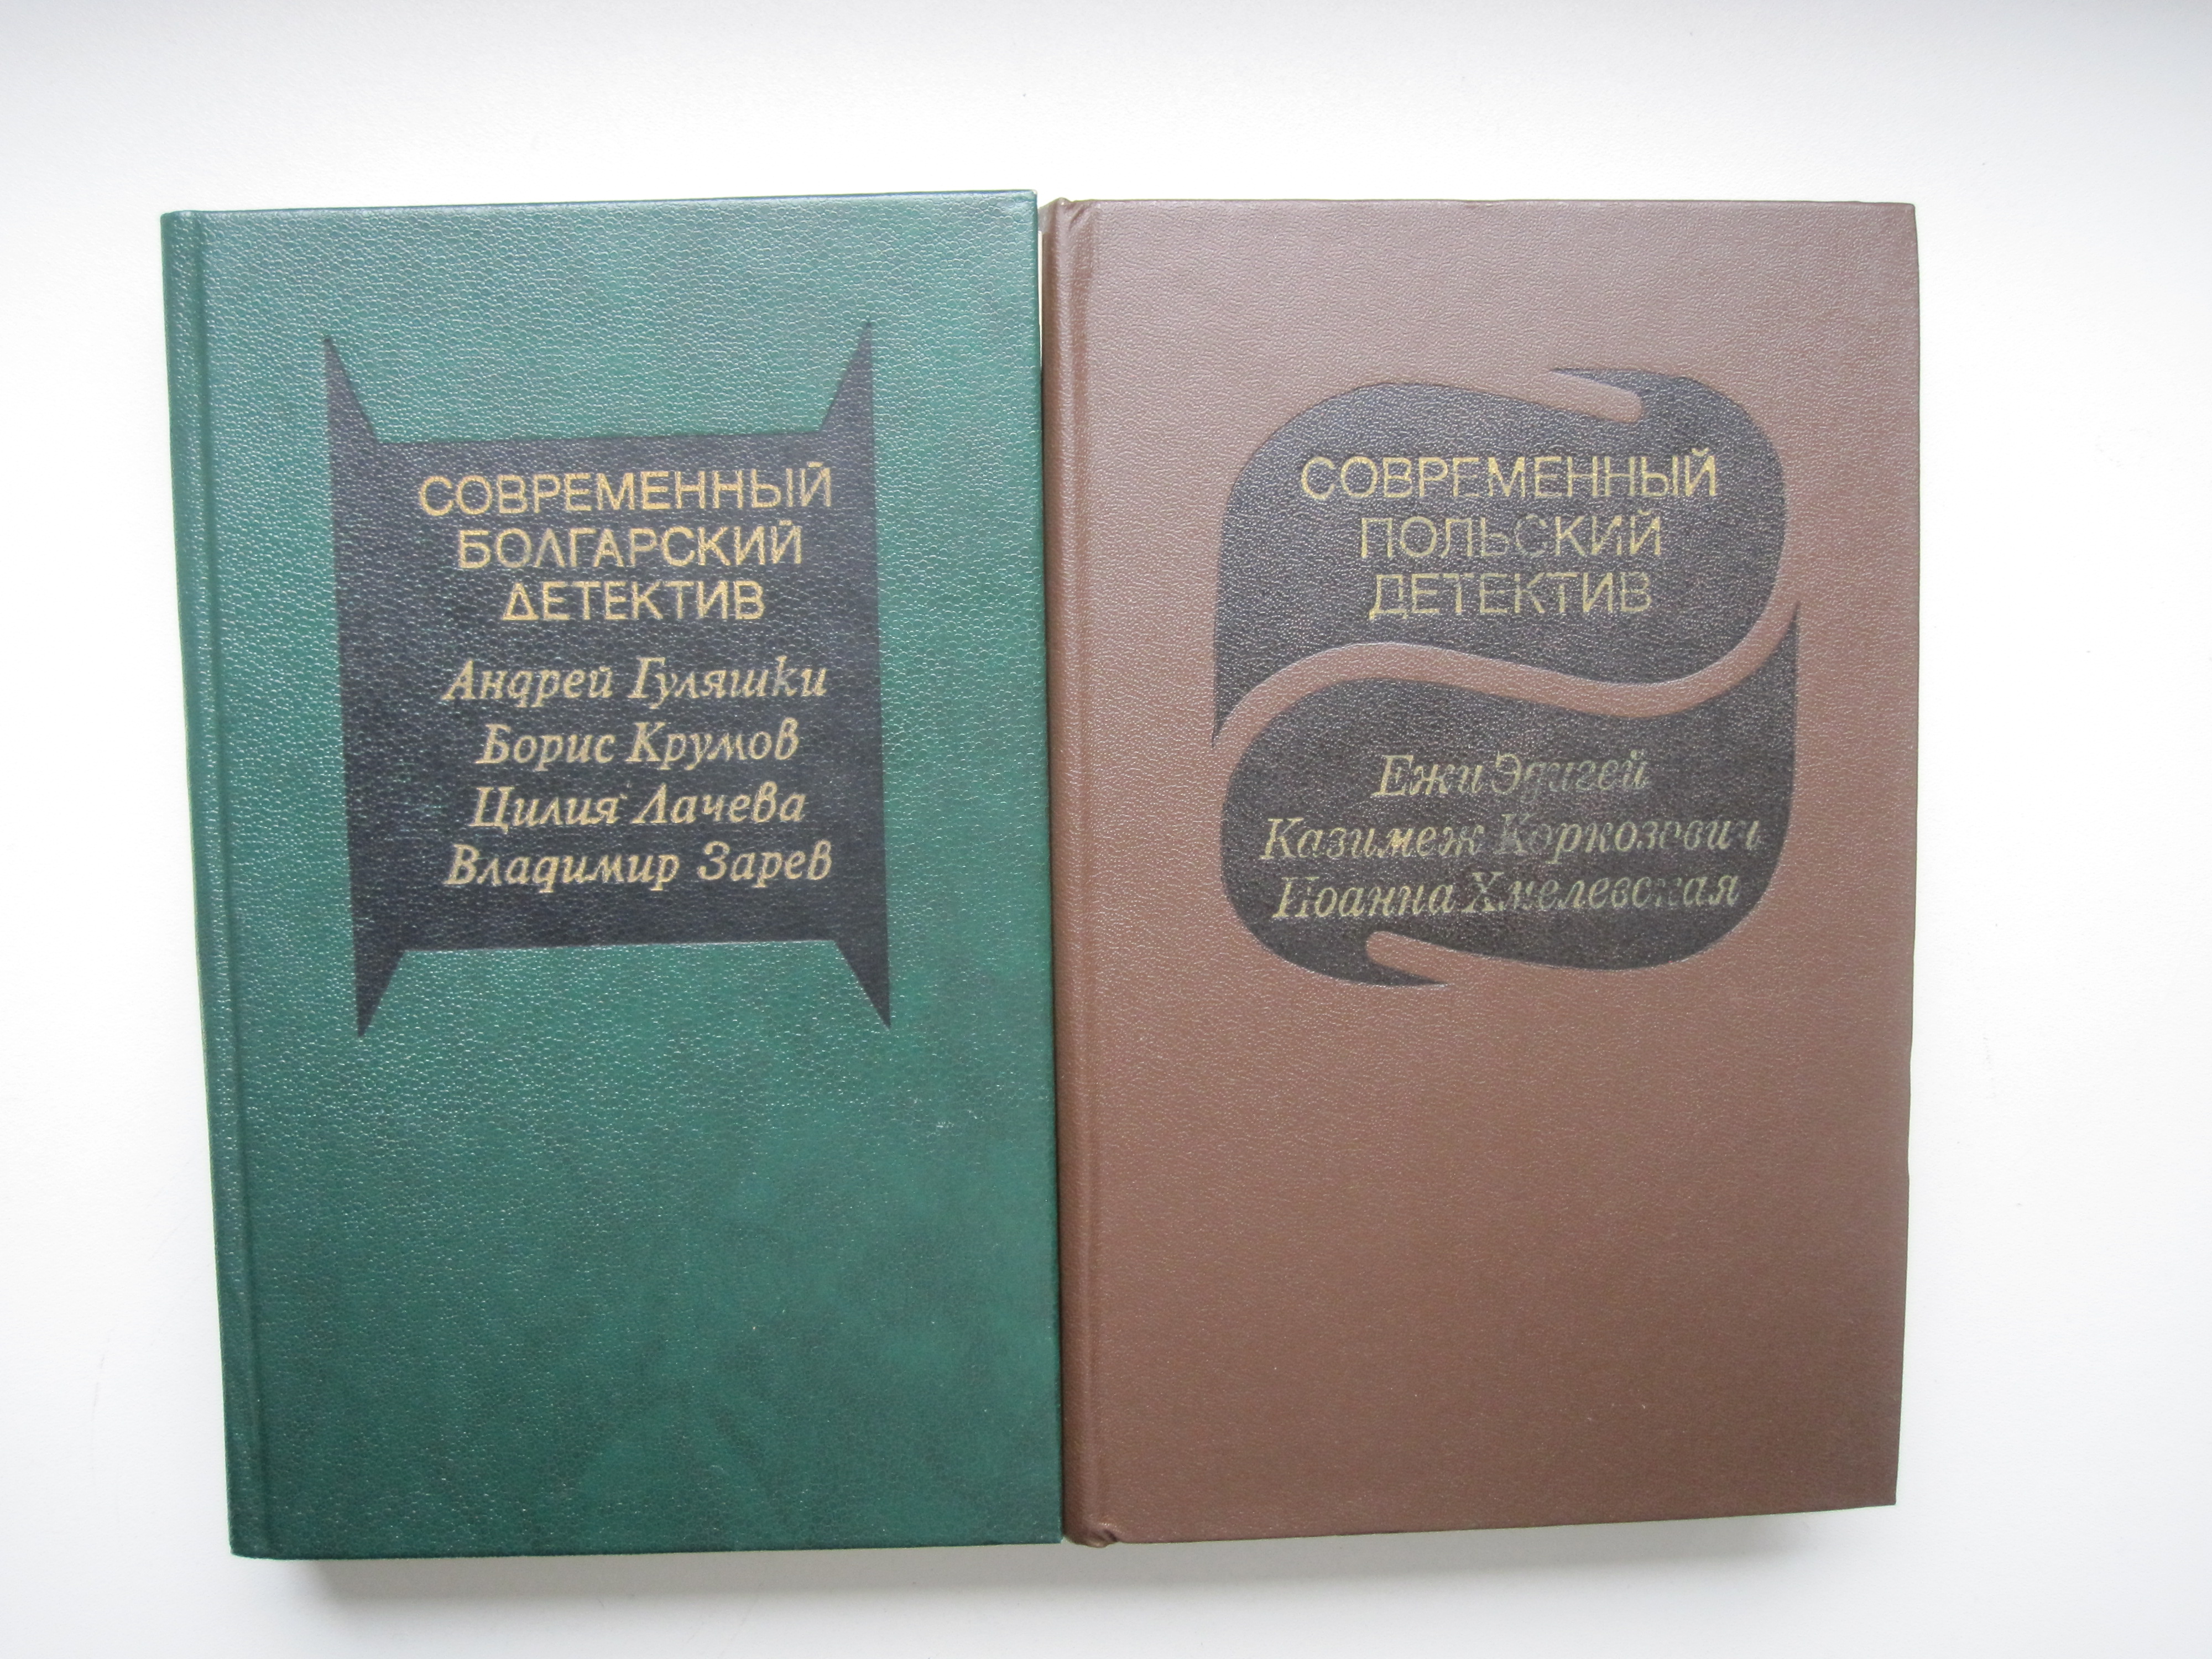 СОВРЕМЕННЫЙ
БОЛГАРСКИЙ
ДЕТЕКТИВ
Андрей Гуляшки
Борис Крумов
Цилия Лачева
Владимир Зарев
СОВРЕМЕННЫЙ
ПОЛЬСКИЙ
ДЕТЕКТИВ
Ежи Эдигей
Казимеж Коркозович
Иоанна Хмелевская